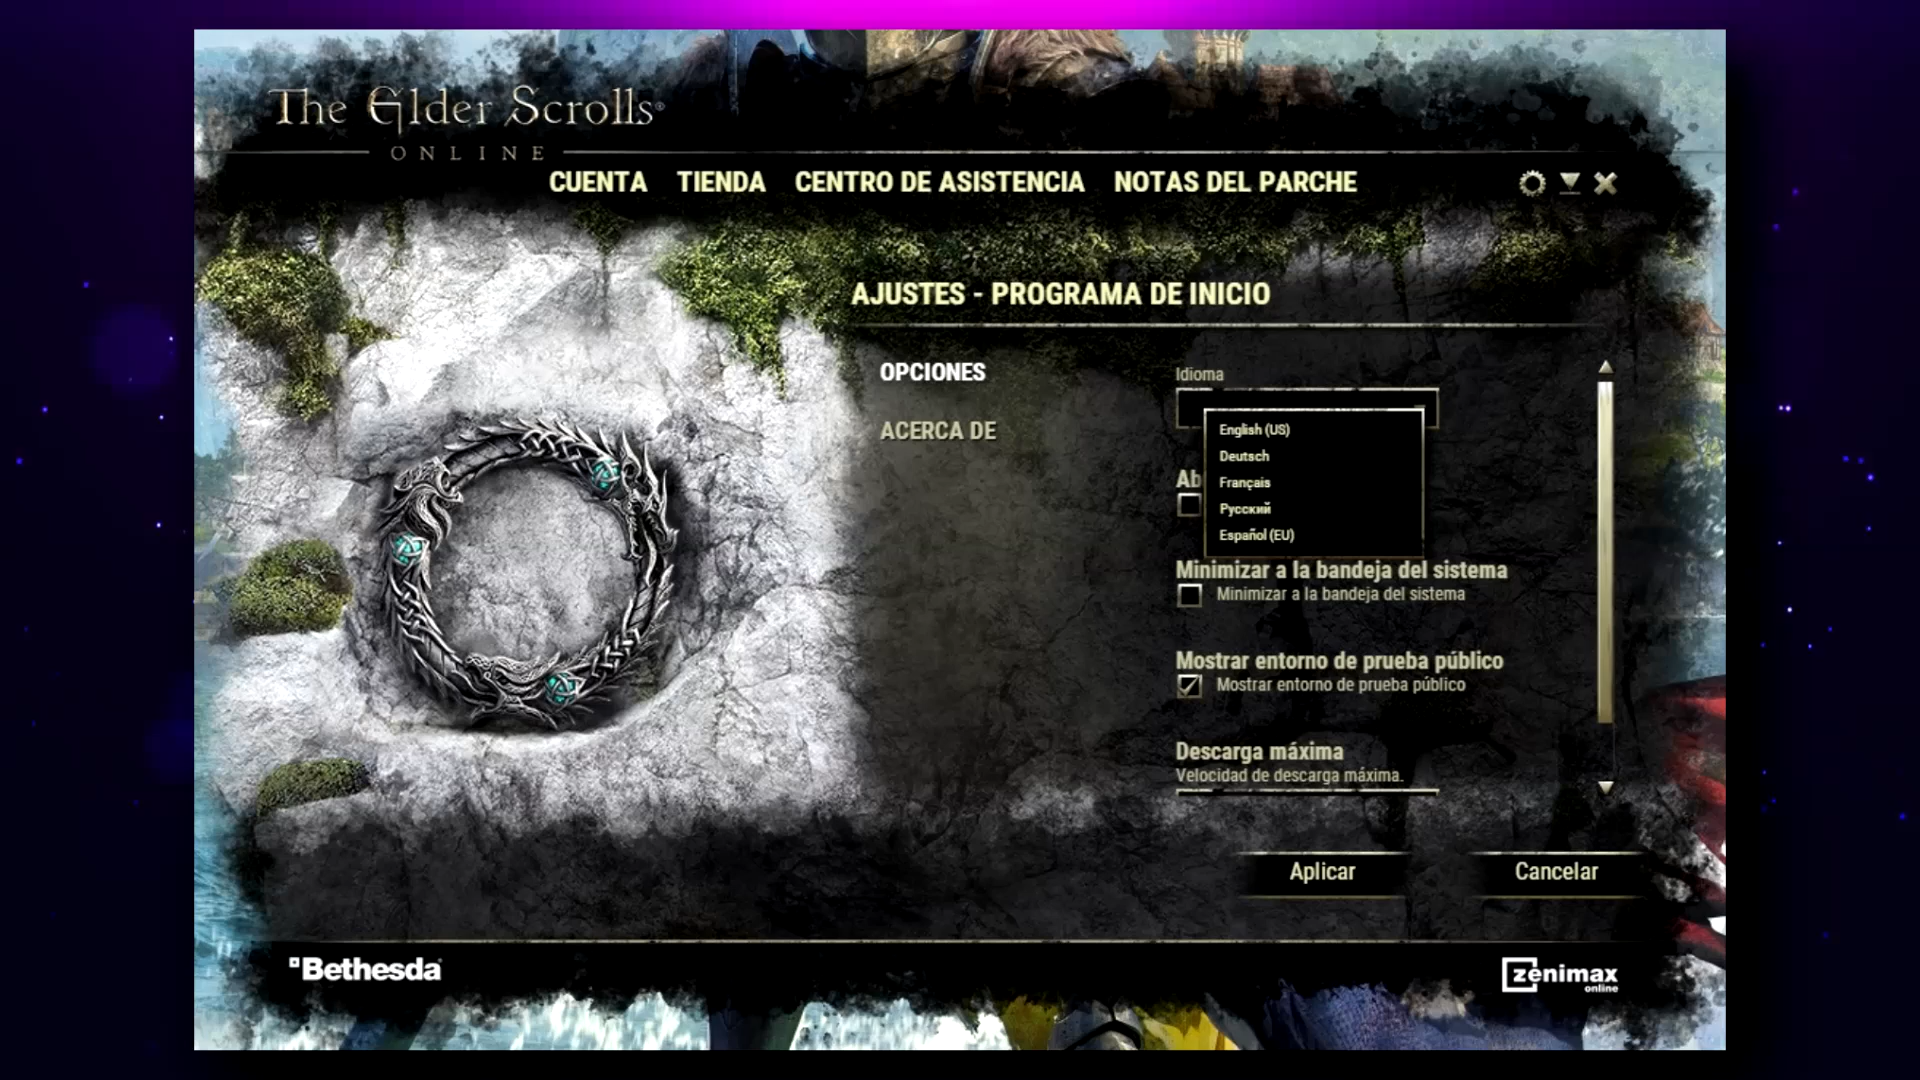 The Elder Scrolls®
ONLINE
CUENTA TIENDA CENTRO DE ASISTENCIA NOTAS DEL PARCHE
AJUSTES - PROGRAMA DE INICIO
OPCIONES
ACERCA DE
Idioma
English (US)
Deutsch
Français
Русский
Español (EU)
Ab
Minimizar a la bandeja del sistema
Minimizar a la bandeja del sistema
Mostrar entorno de prueba público
Mostrar entorno de prueba público
Descarga máxima
Velocidad de descarga máxima.
Aplicar Cancelar
Bethesda
zenimax
online